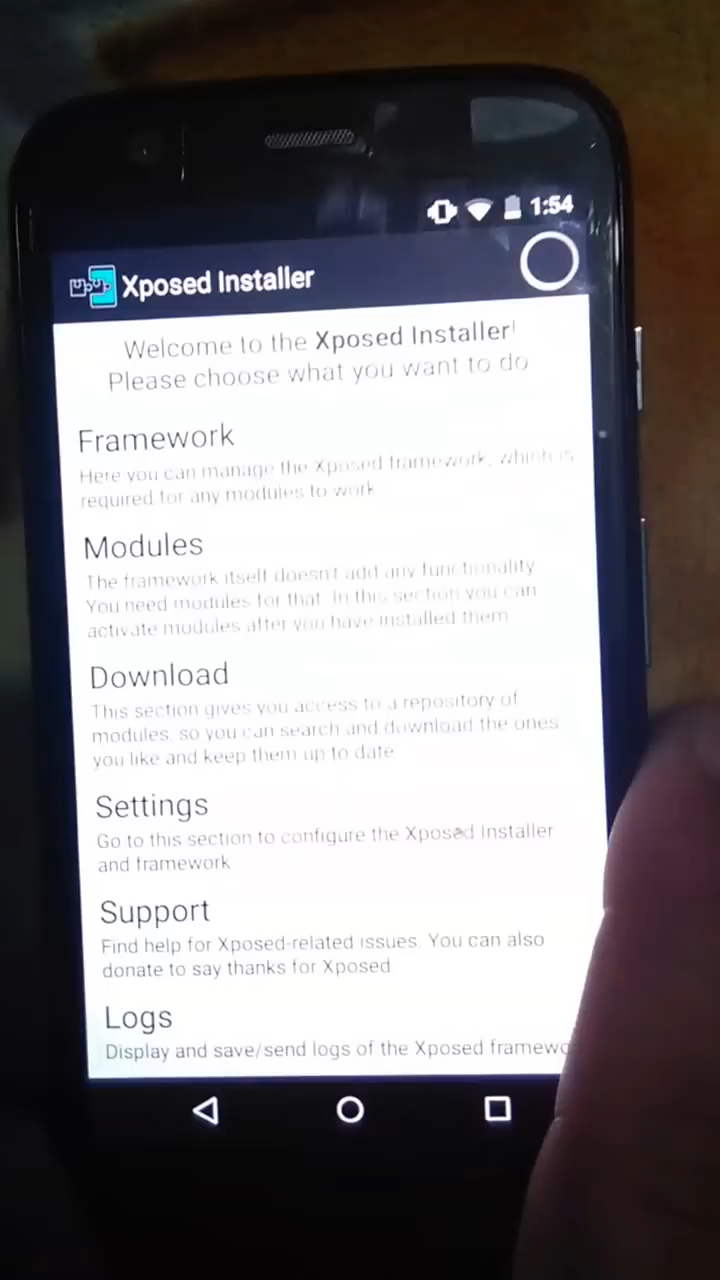 1:54
Xposed Installer
Welcome to the Xposed Installer!
Please choose what you want to do
Framework
Here you can manage the Xposed framework, which is
required for any modules to work
Modules
The framework itself doesn't add any functionality
You need modules for that. In this section you can
activate modules after you have installed them
Download
This section gives you access to a repository of
modules, so you can search and download the ones
you like and keep them up to date
Settings
Go to this section to configure the Xposed Installer
and framework
Support
Find help for Xposed-related issues. You can also
donate to say thanks for Xposed
Logs
Display and save/send logs of the Xposed framewo